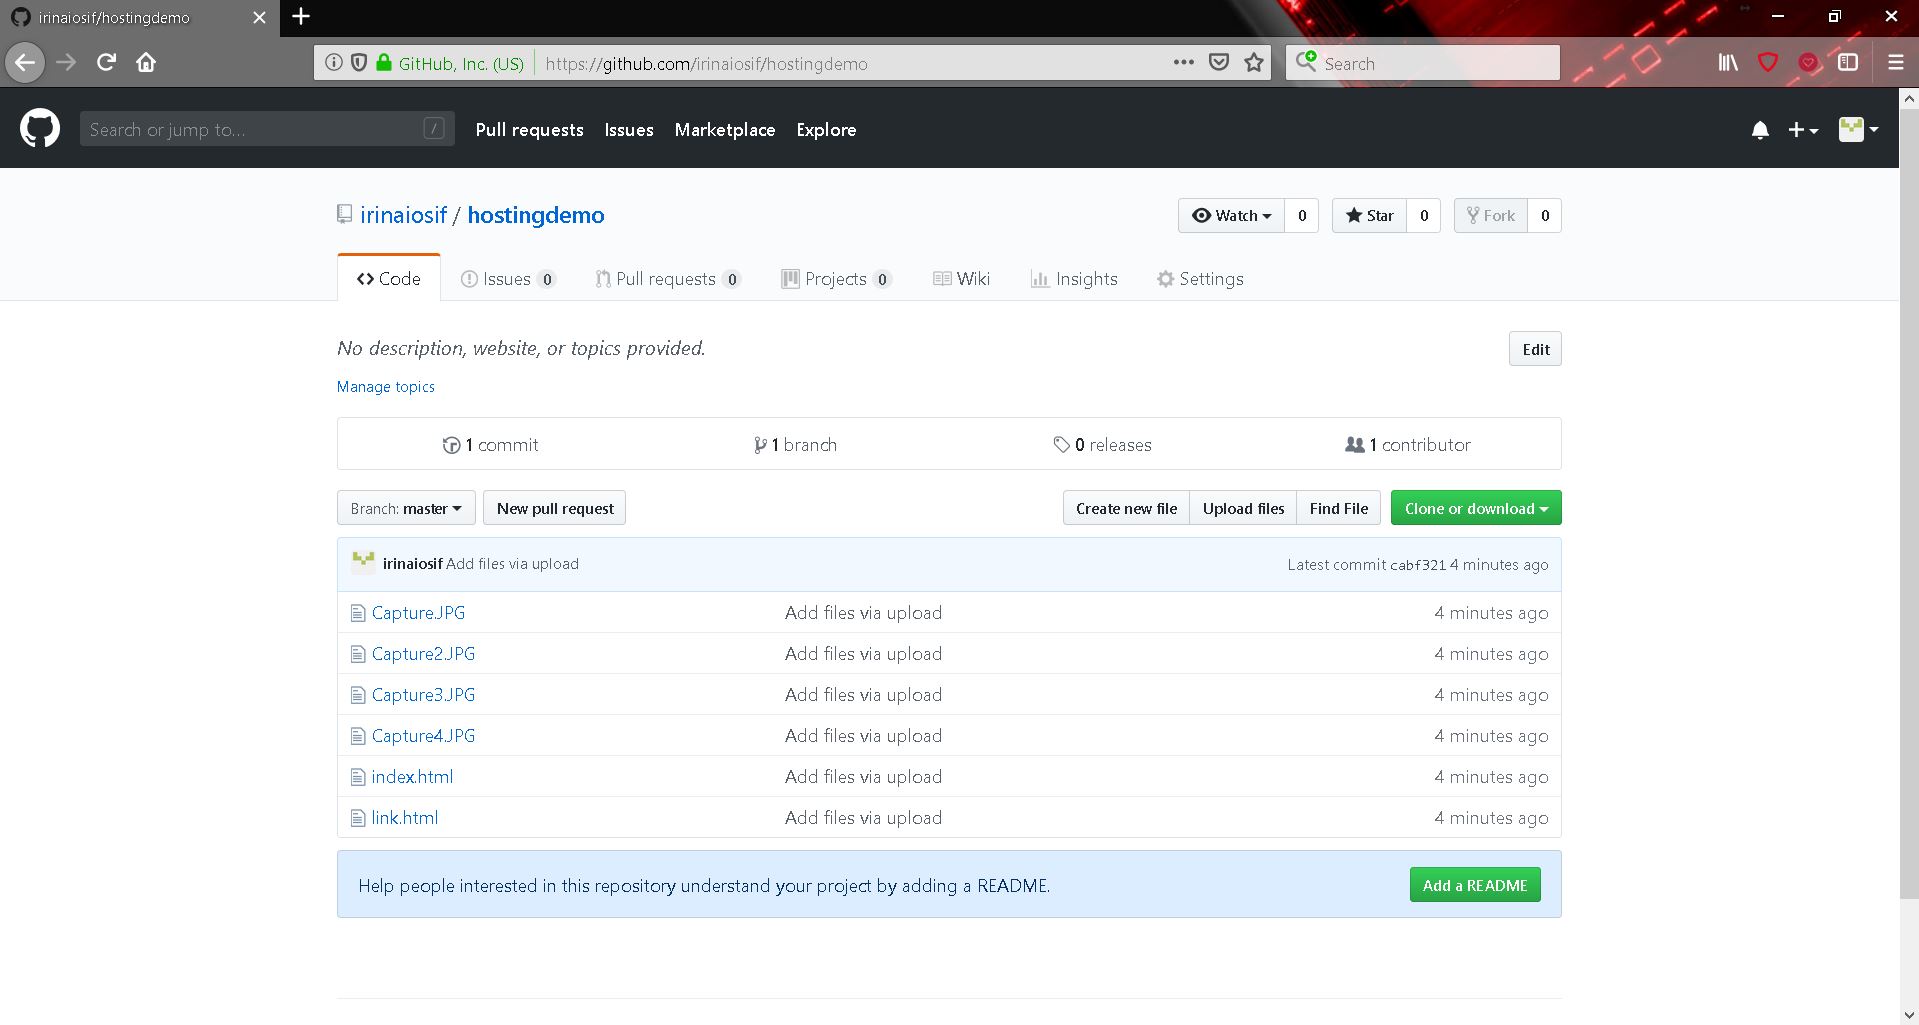 irinaiosif/hostingdemo
GitHub, Inc. (US) https://github.com/irinaiosif/hostingdemo Search
Search or jump to... / Pull requests Issues Marketplace Explore
irinaiosif / hostingdemo Watch 0 Star 0 Fork 0
Code Issues 0 Pull requests 0 Projects 0 Wiki Insights Settings
No description, website, or topics provided. Edit
Manage topics
1 commit 1 branch 0 releases 1 contributor
Branch: master New pull request Create new file Upload files Find File Clone or download
irinaiosif Add files via upload Latest commit cabf321 4 minutes ago
Capture.JPG Add files via upload 4 minutes ago
Capture2.JPG Add files via upload 4 minutes ago
Capture3.JPG Add files via upload 4 minutes ago
Capture4.JPG Add files via upload 4 minutes ago
index.html Add files via upload 4 minutes ago
link.html Add files via upload 4 minutes ago
Help people interested in this repository understand your project by adding a README. Add a README